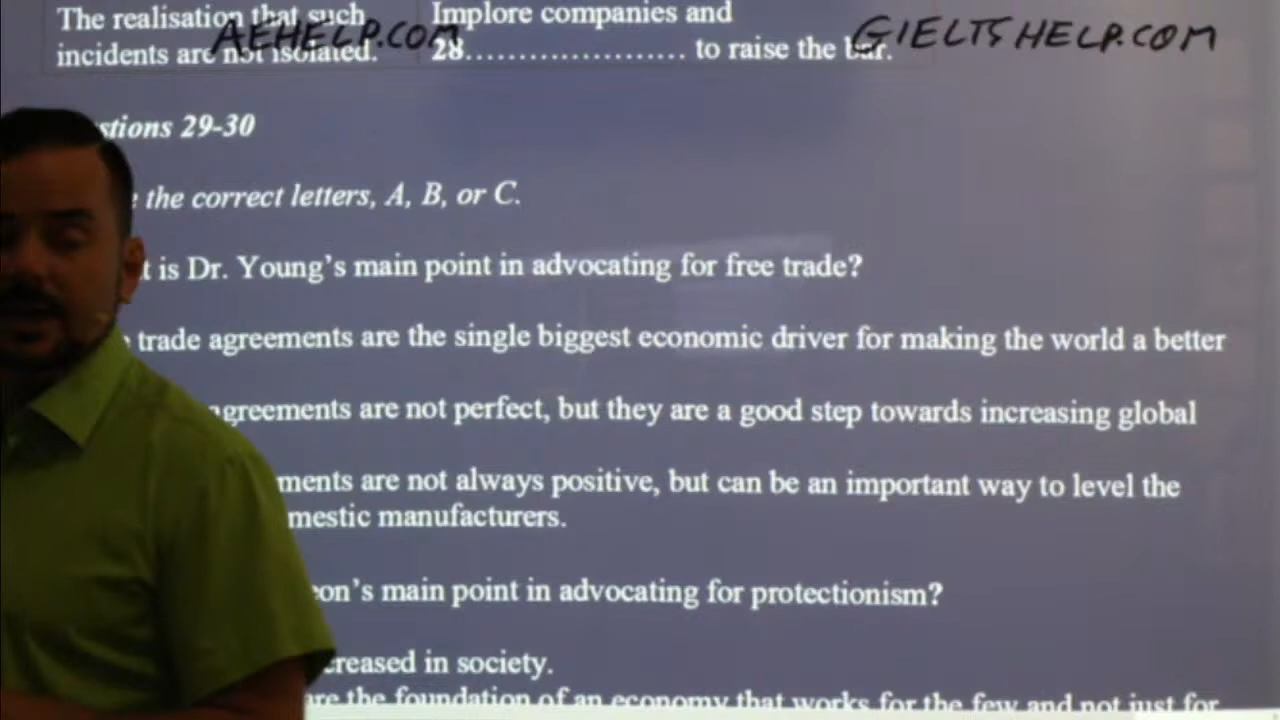 The realisation that such
incidents are not isolated.
Implore companies and
28..................... to raise the bar.
AEHELP.COM
GIELTSHELP.COM
stions 29-30
the correct letters, A, B, or C.
t is Dr. Young's main point in advocating for free trade?
trade agreements are the single biggest economic driver for making the world a better
greements are not perfect, but they are a good step towards increasing global
ments are not always positive, but can be an important way to level the
mestic manufacturers.
on's main point in advocating for protectionism?
creased in society.
are the foundation of an economy that works for the few and not just for